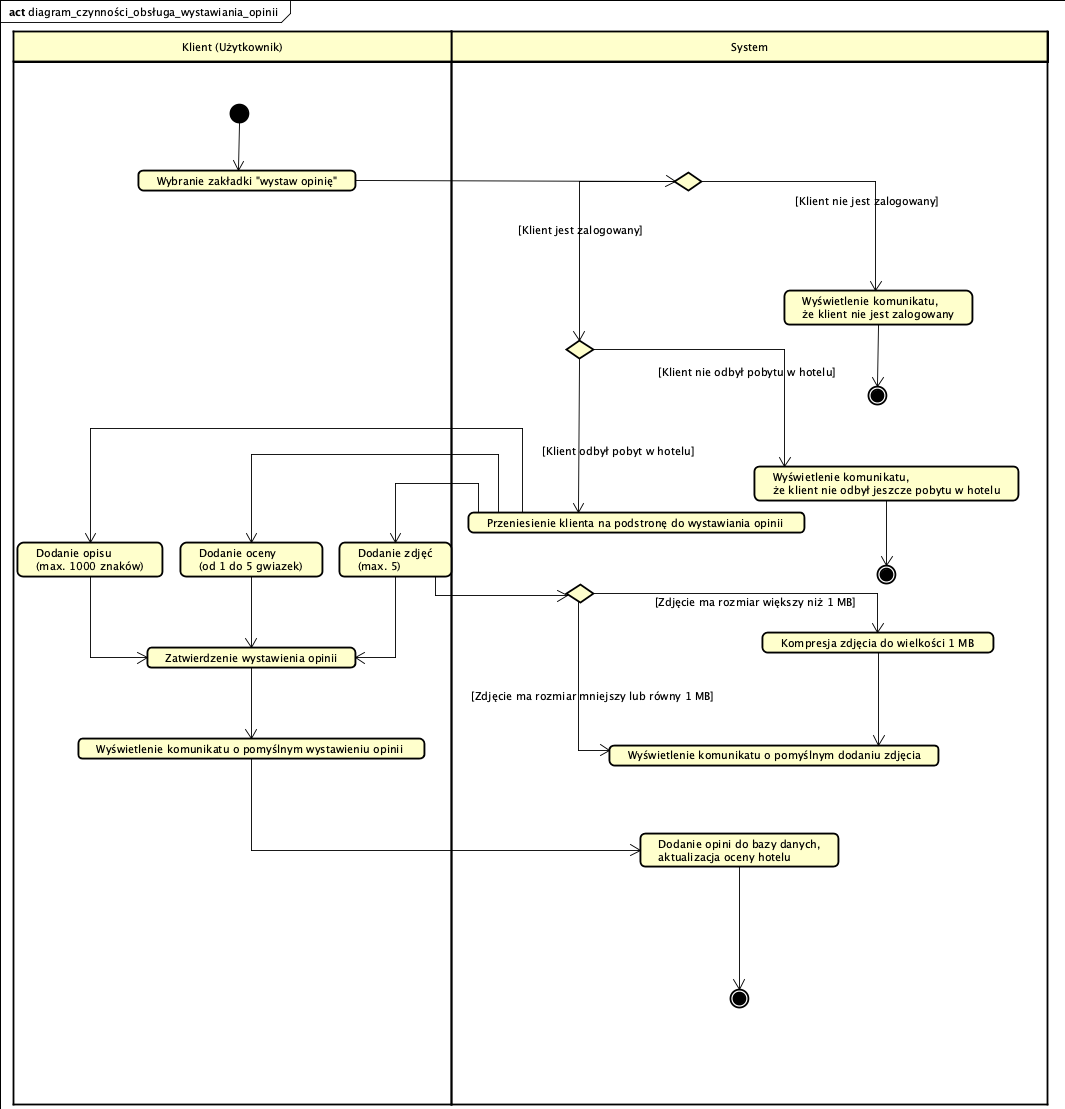 act diagram_czynności_obsługa_wystawiania_opinii
Klient (Użytkownik)
System
Wybranie zakładki "wystaw opinię"
[Klient nie jest zalogowany]
[Klient jest zalogowany]
Wyświetlenie komunikatu,
że klient nie jest zalogowany
[Klient nie odbył pobytu w hotelu]
[Klient odbył pobyt w hotelu]
Wyświetlenie komunikatu,
że klient nie odbył jeszcze pobytu w hotelu
Przeniesienie klienta na podstronę do wystawiania opinii
Dodanie opisu
(max. 1000 znaków)
Dodanie oceny
(od 1 do 5 gwiazek)
Dodanie zdjęć
(max. 5)
[Zdjęcie ma rozmiar większy niż 1 MB]
Kompresja zdjęcia do wielkości 1 MB
Zatwierdzenie wystawienia opinii
[Zdjęcie ma rozmiar mniejszy lub równy 1 MB]
Wyświetlenie komunikatu o pomyślnym wystawieniu opinii
Wyświetlenie komunikatu o pomyślnym dodaniu zdjęcia
Dodanie opini do bazy danych,
aktualizacja oceny hotelu